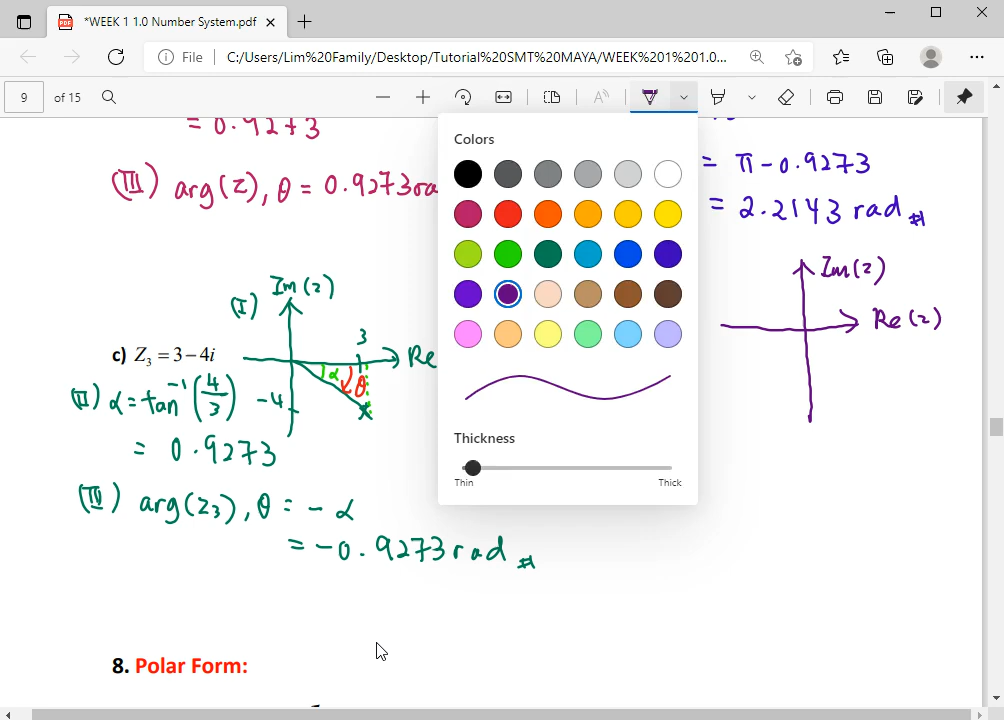 *WEEK 1 1.0 Number System.pdf
File C:/Users/Lim%20Family/Desktop/Tutorial%20SMT%20MAYA/WEEK%201%201.0...
9 of 15
= 0.9273
(III) arg(z), θ = 0.9273 ra
= π - 0.9273
= 2.2143 rad #
Colors
Thickness
Thin Thick
(I) Im(z)
3
Re
c) Z₃ = 3 − 4i
α θ
-4
(II) α = tan⁻¹(4/3)
= 0.9273
(III) arg(z₃), θ = - α
= -0.9273 rad #
Im(z)
Re(z)
8. Polar Form: